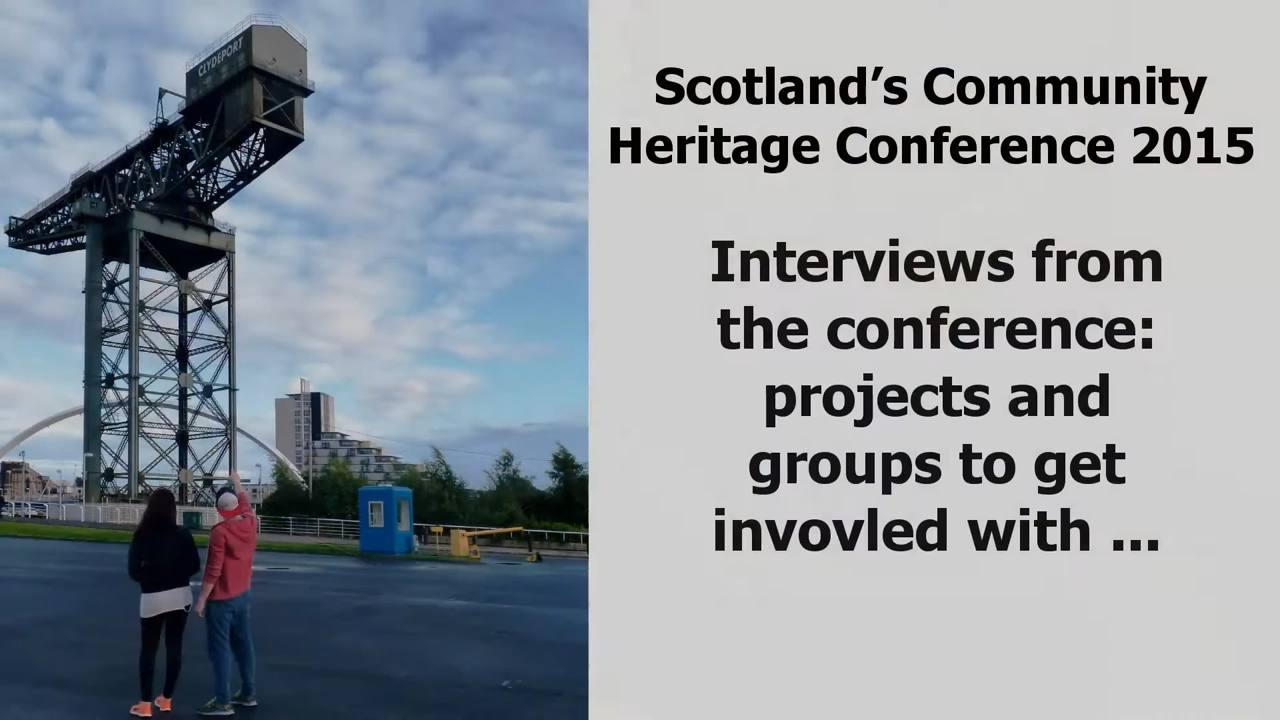 CLYDEPORT
Scotland’s Community
Heritage Conference 2015
Interviews from
the conference:
projects and
groups to get
invovled with ...